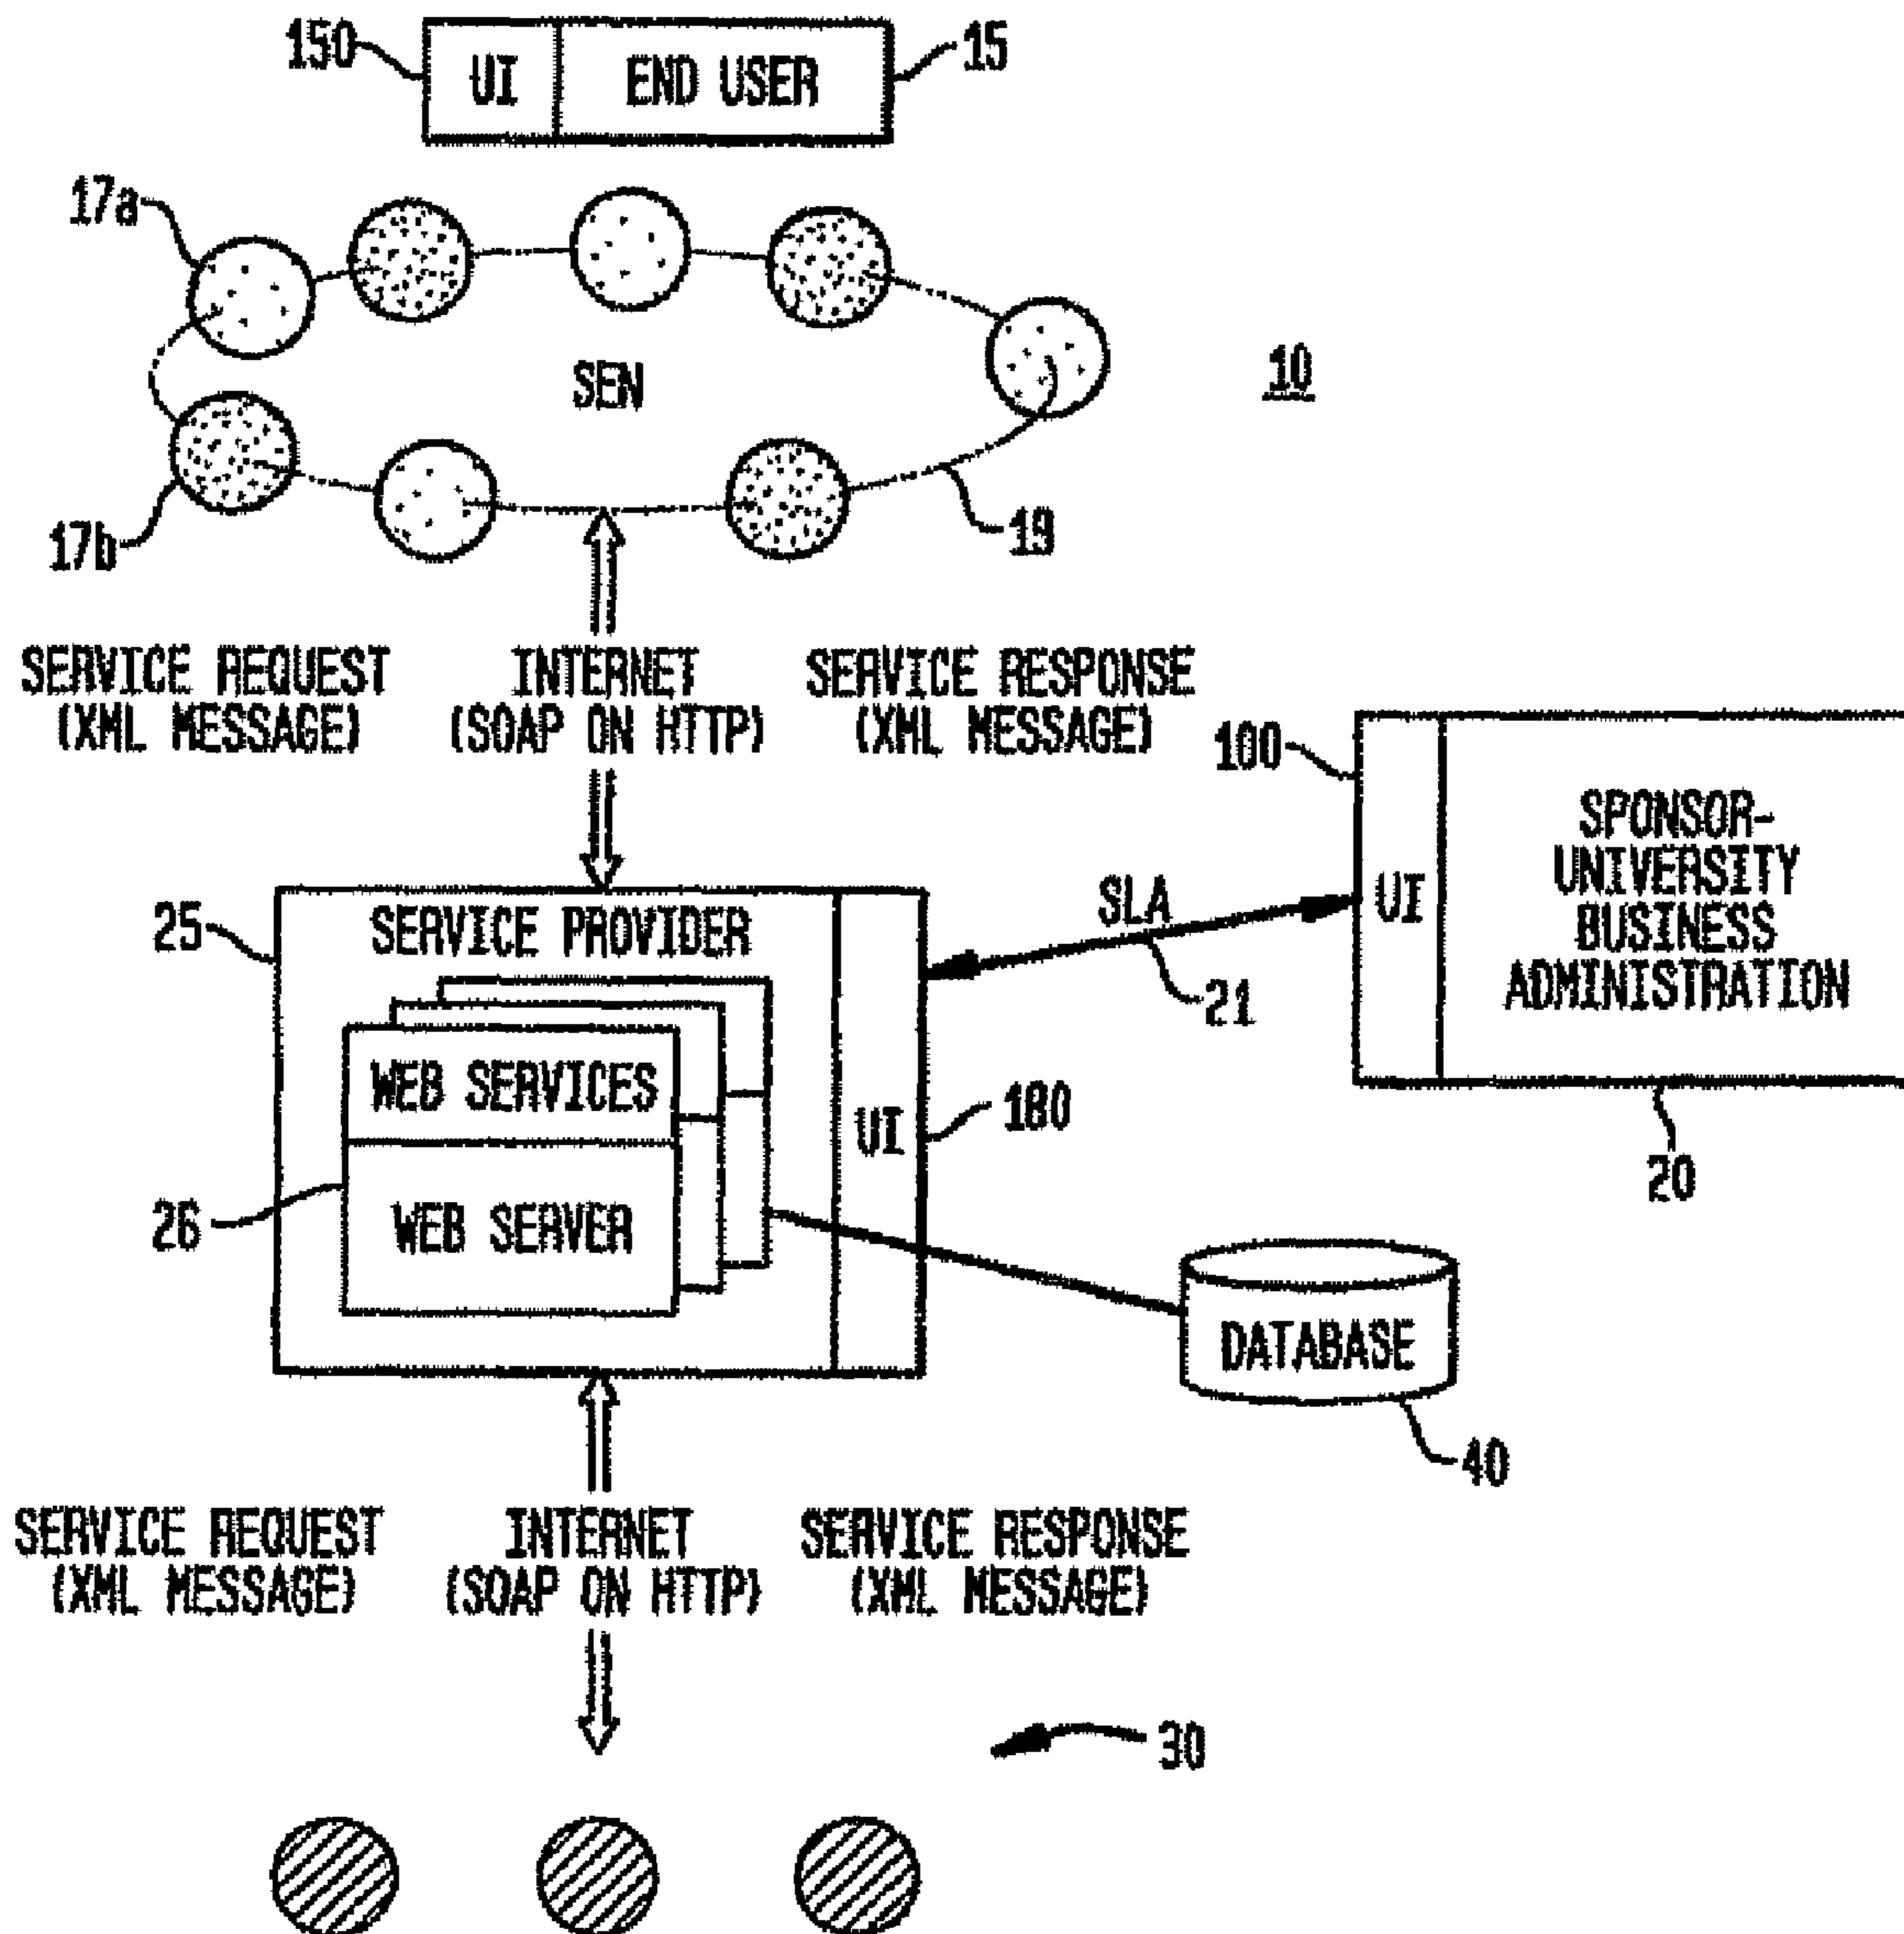 150
UI
END USER
15
17a
SEN
10
17b
19
SERVICE REQUEST
(XML MESSAGE)
INTERNET
(SOAP ON HTTP)
SERVICE RESPONSE
(XML MESSAGE)
100
UI
SPONSOR-
UNIVERSITY
BUSINESS
ADMINISTRATION
20
SLA
21
25
SERVICE PROVIDER
WEB SERVICES
26
WEB SERVER
UI
180
DATABASE
40
SERVICE REQUEST
(XML MESSAGE)
INTERNET
(SOAP ON HTTP)
SERVICE RESPONSE
(XML MESSAGE)
30